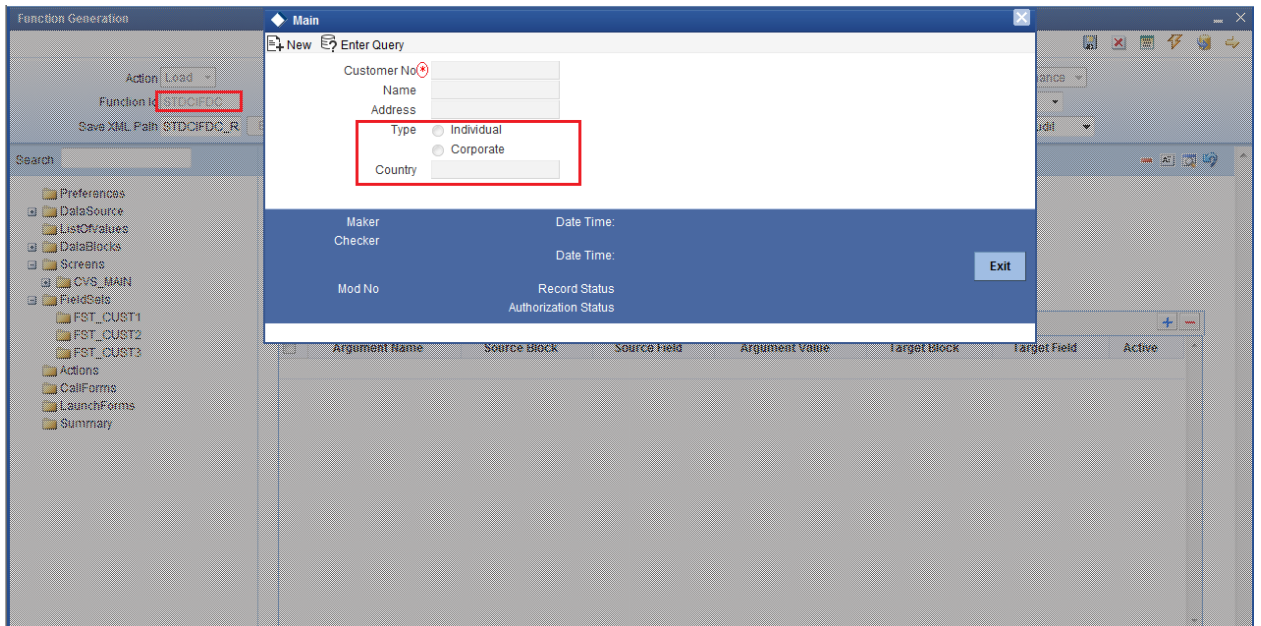 Function Generation
Main
New Enter Query
Action Load
Function Id STDCIFDC
Save XML Path STDCIFDC_R
Customer No
Name
Address
Type Individual
Corporate
Country
Search
Preferences
DataSource
ListOfValues
DataBlocks
Screens
CVS_MAIN
FieldSets
FST_CUST1
FST_CUST2
FST_CUST3
Actions
CallForms
LaunchForms
Summary
Maker Date Time:
Checker
Date Time:
Exit
Mod No Record Status
Authorization Status
Argument Name Source Block Source Field Argument Value Target Block Target Field Active